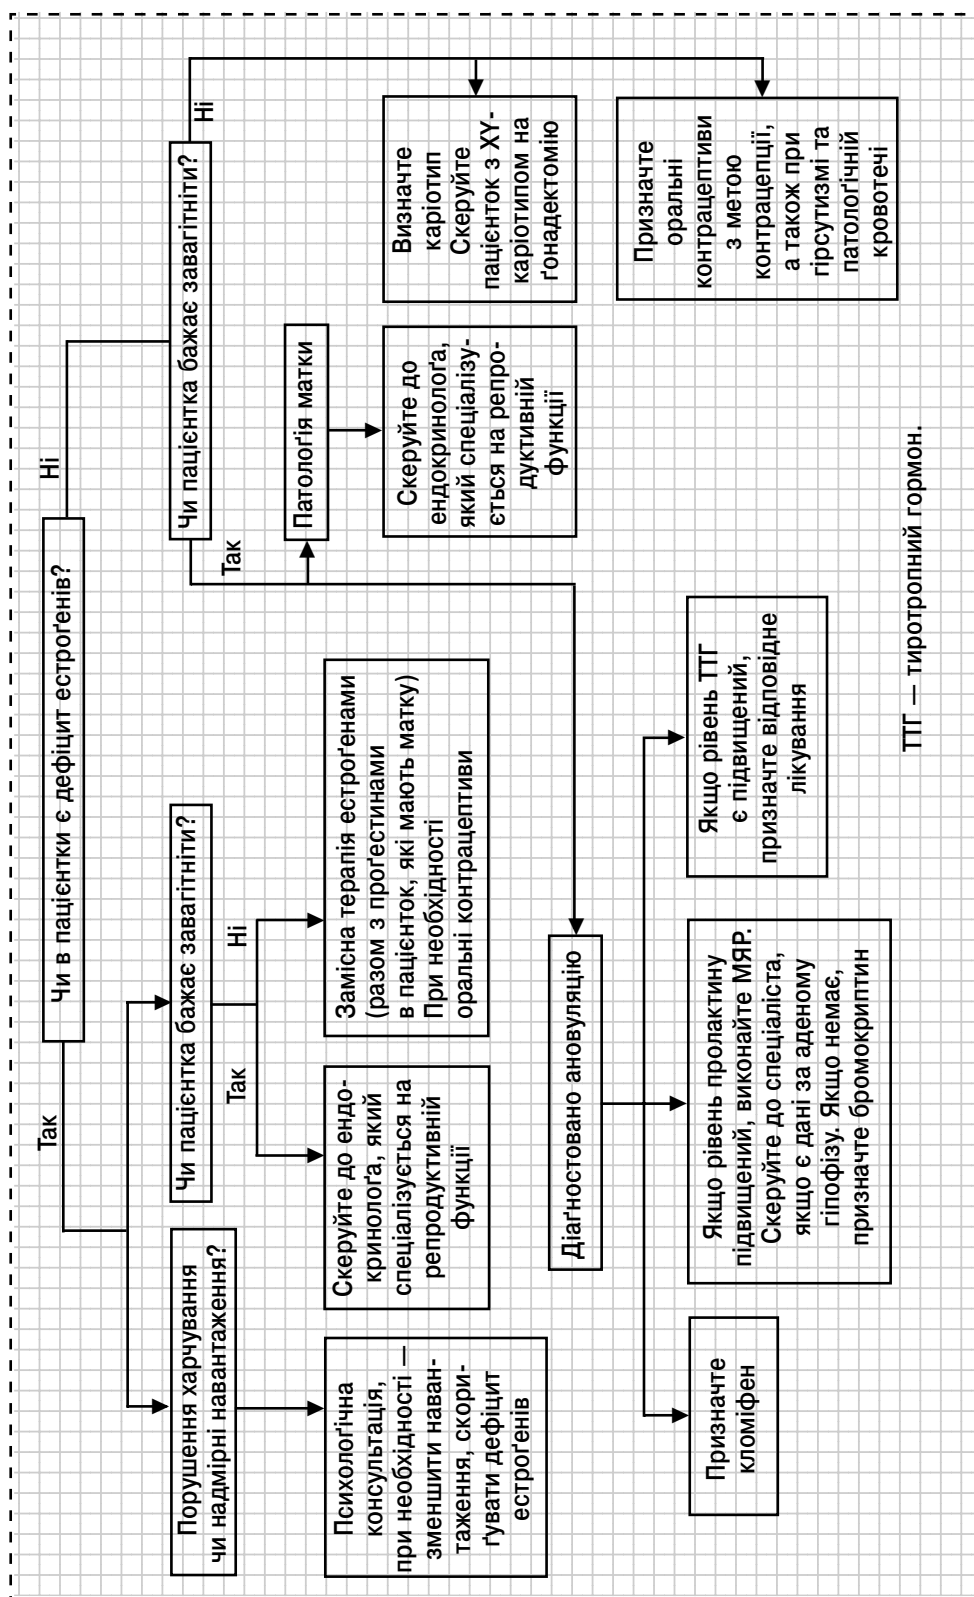 Чи в пацієнтки є дефіцит естроґенів?
Так
Ні
Порушення харчування
чи надмірні навантаження?
Чи пацієнтка бажає завагітніти?
Чи пацієнтка бажає завагітніти?
Так
Ні
Так
Ні
Психолоґічна
консультація,
при необхідності —
зменшити наван-
таження, скори-
ґувати дефіцит
естроґенів
Скеруйте до ендо-
кринолоґа, який
спеціалізується на
репродуктивній
функції
Замісна терапія естроґенами
(разом з проґестинами
в пацієнток, які мають матку)
При необхідності
оральні контрацептиви
Патолоґія матки
Скеруйте до
ендокринолоґа,
який спеціалізу-
ється на репро-
дуктивній
функції
Визначте
каріотип
Скеруйте
пацієнток з XY-
каріотипом на
ґонадектомію
Призначте
оральні
контрацептиви
з метою
контрацепції,
а також при
гірсутизмі та
патолоґічній
кровотечі
Діаґностовано ановуляцію
Призначте
кломіфен
Якщо рівень пролактину
підвищений, виконайте МЯР.
Скеруйте до спеціаліста,
якщо є дані за аденому
гіпофізу. Якщо немає,
призначте бромокриптин
Якщо рівень ТТГ
є підвищений,
призначте відповідне
лікування
ТТГ — тиротропний гормон.